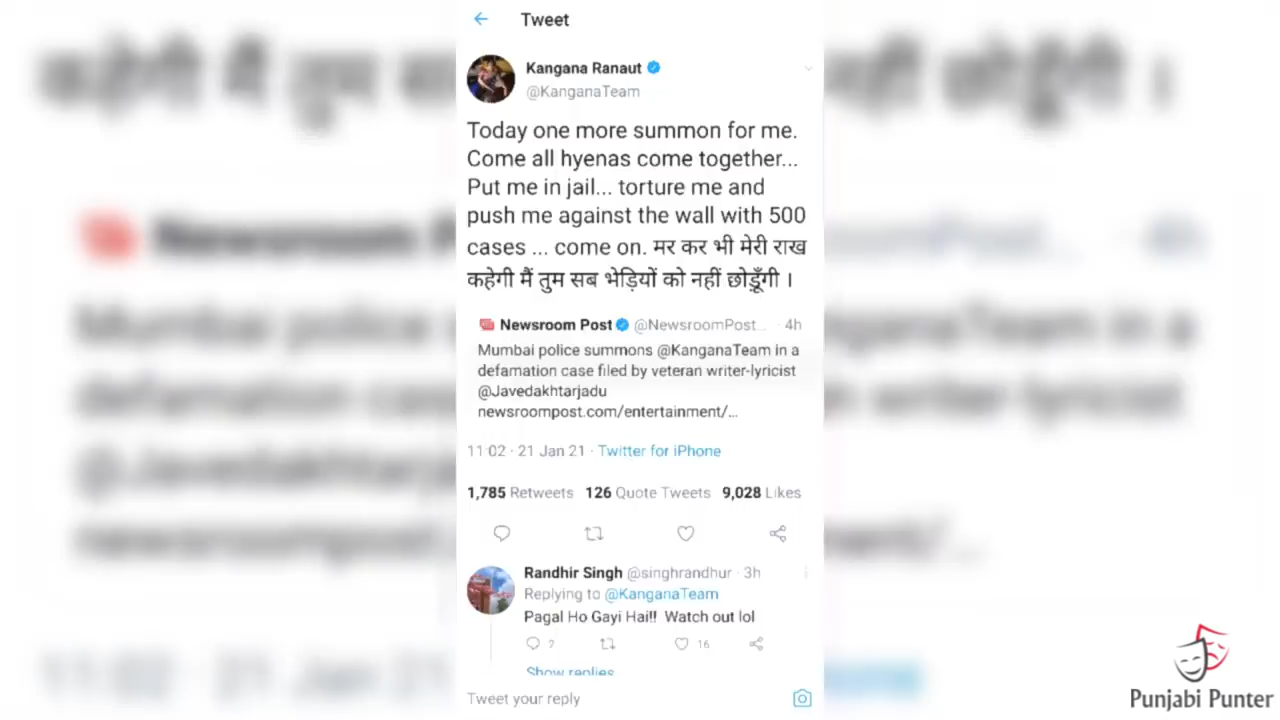 Tweet
Kangana Ranaut
@KanganaTeam
Today one more summon for me.
Come all hyenas come together...
Put me in jail... torture me and
push me against the wall with 500
cases ... come on. मर कर भी मेरी राख
कहेगी मैं तुम सब भेड़ियों को नहीं छोड़ूँगी ।
Newsroom Post @NewsroomPost... · 4h
Mumbai police summons @KanganaTeam in a
defamation case filed by veteran writer-lyricist
@Javedakhtarjadu
newsroompost.com/entertainment/...
11:02 · 21 Jan 21 · Twitter for iPhone
1,785 Retweets 126 Quote Tweets 9,028 Likes
Randhir Singh @singhrandhur · 3h
Replying to @KanganaTeam
Pagal Ho Gayi Hai!! Watch out lol
16
Show replies
Tweet your reply
Punjabi Punter